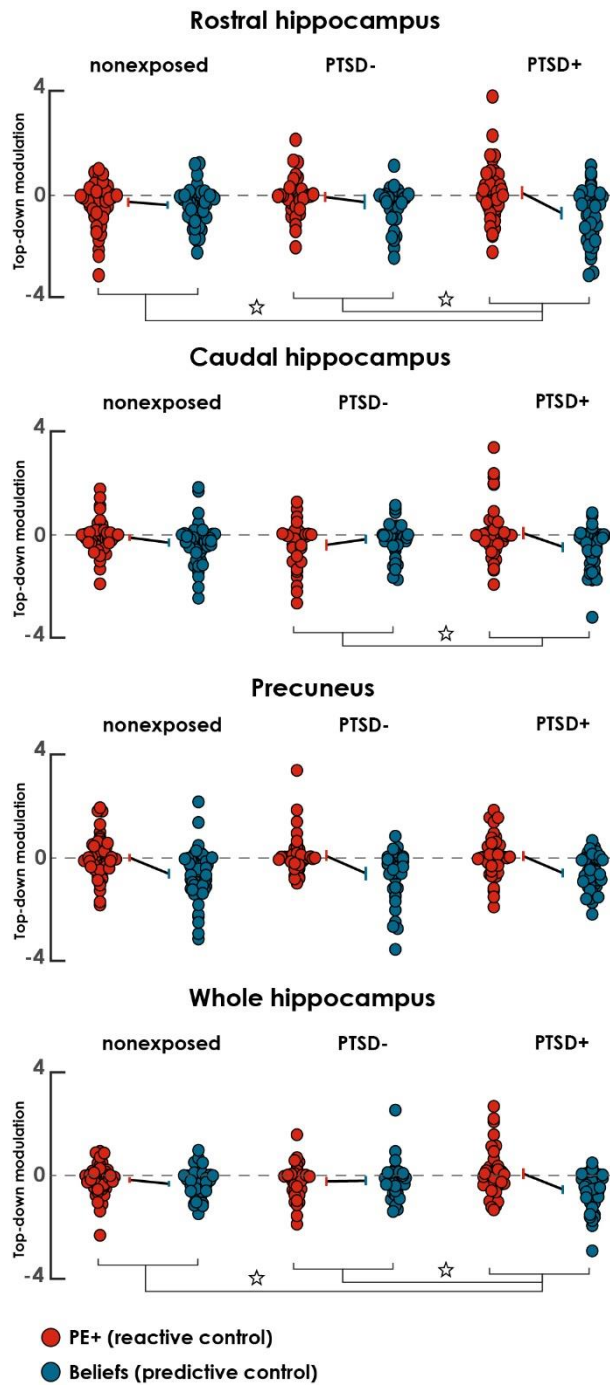 Rostral hippocampus
nonexposed PTSD- PTSD+
4
Top-down modulation
0
-4
Caudal hippocampus
nonexposed PTSD- PTSD+
4
Top-down modulation
0
-4
Precuneus
nonexposed PTSD- PTSD+
4
Top-down modulation
0
-4
Whole hippocampus
nonexposed PTSD- PTSD+
4
Top-down modulation
0
-4
PE+ (reactive control)
Beliefs (predictive control)